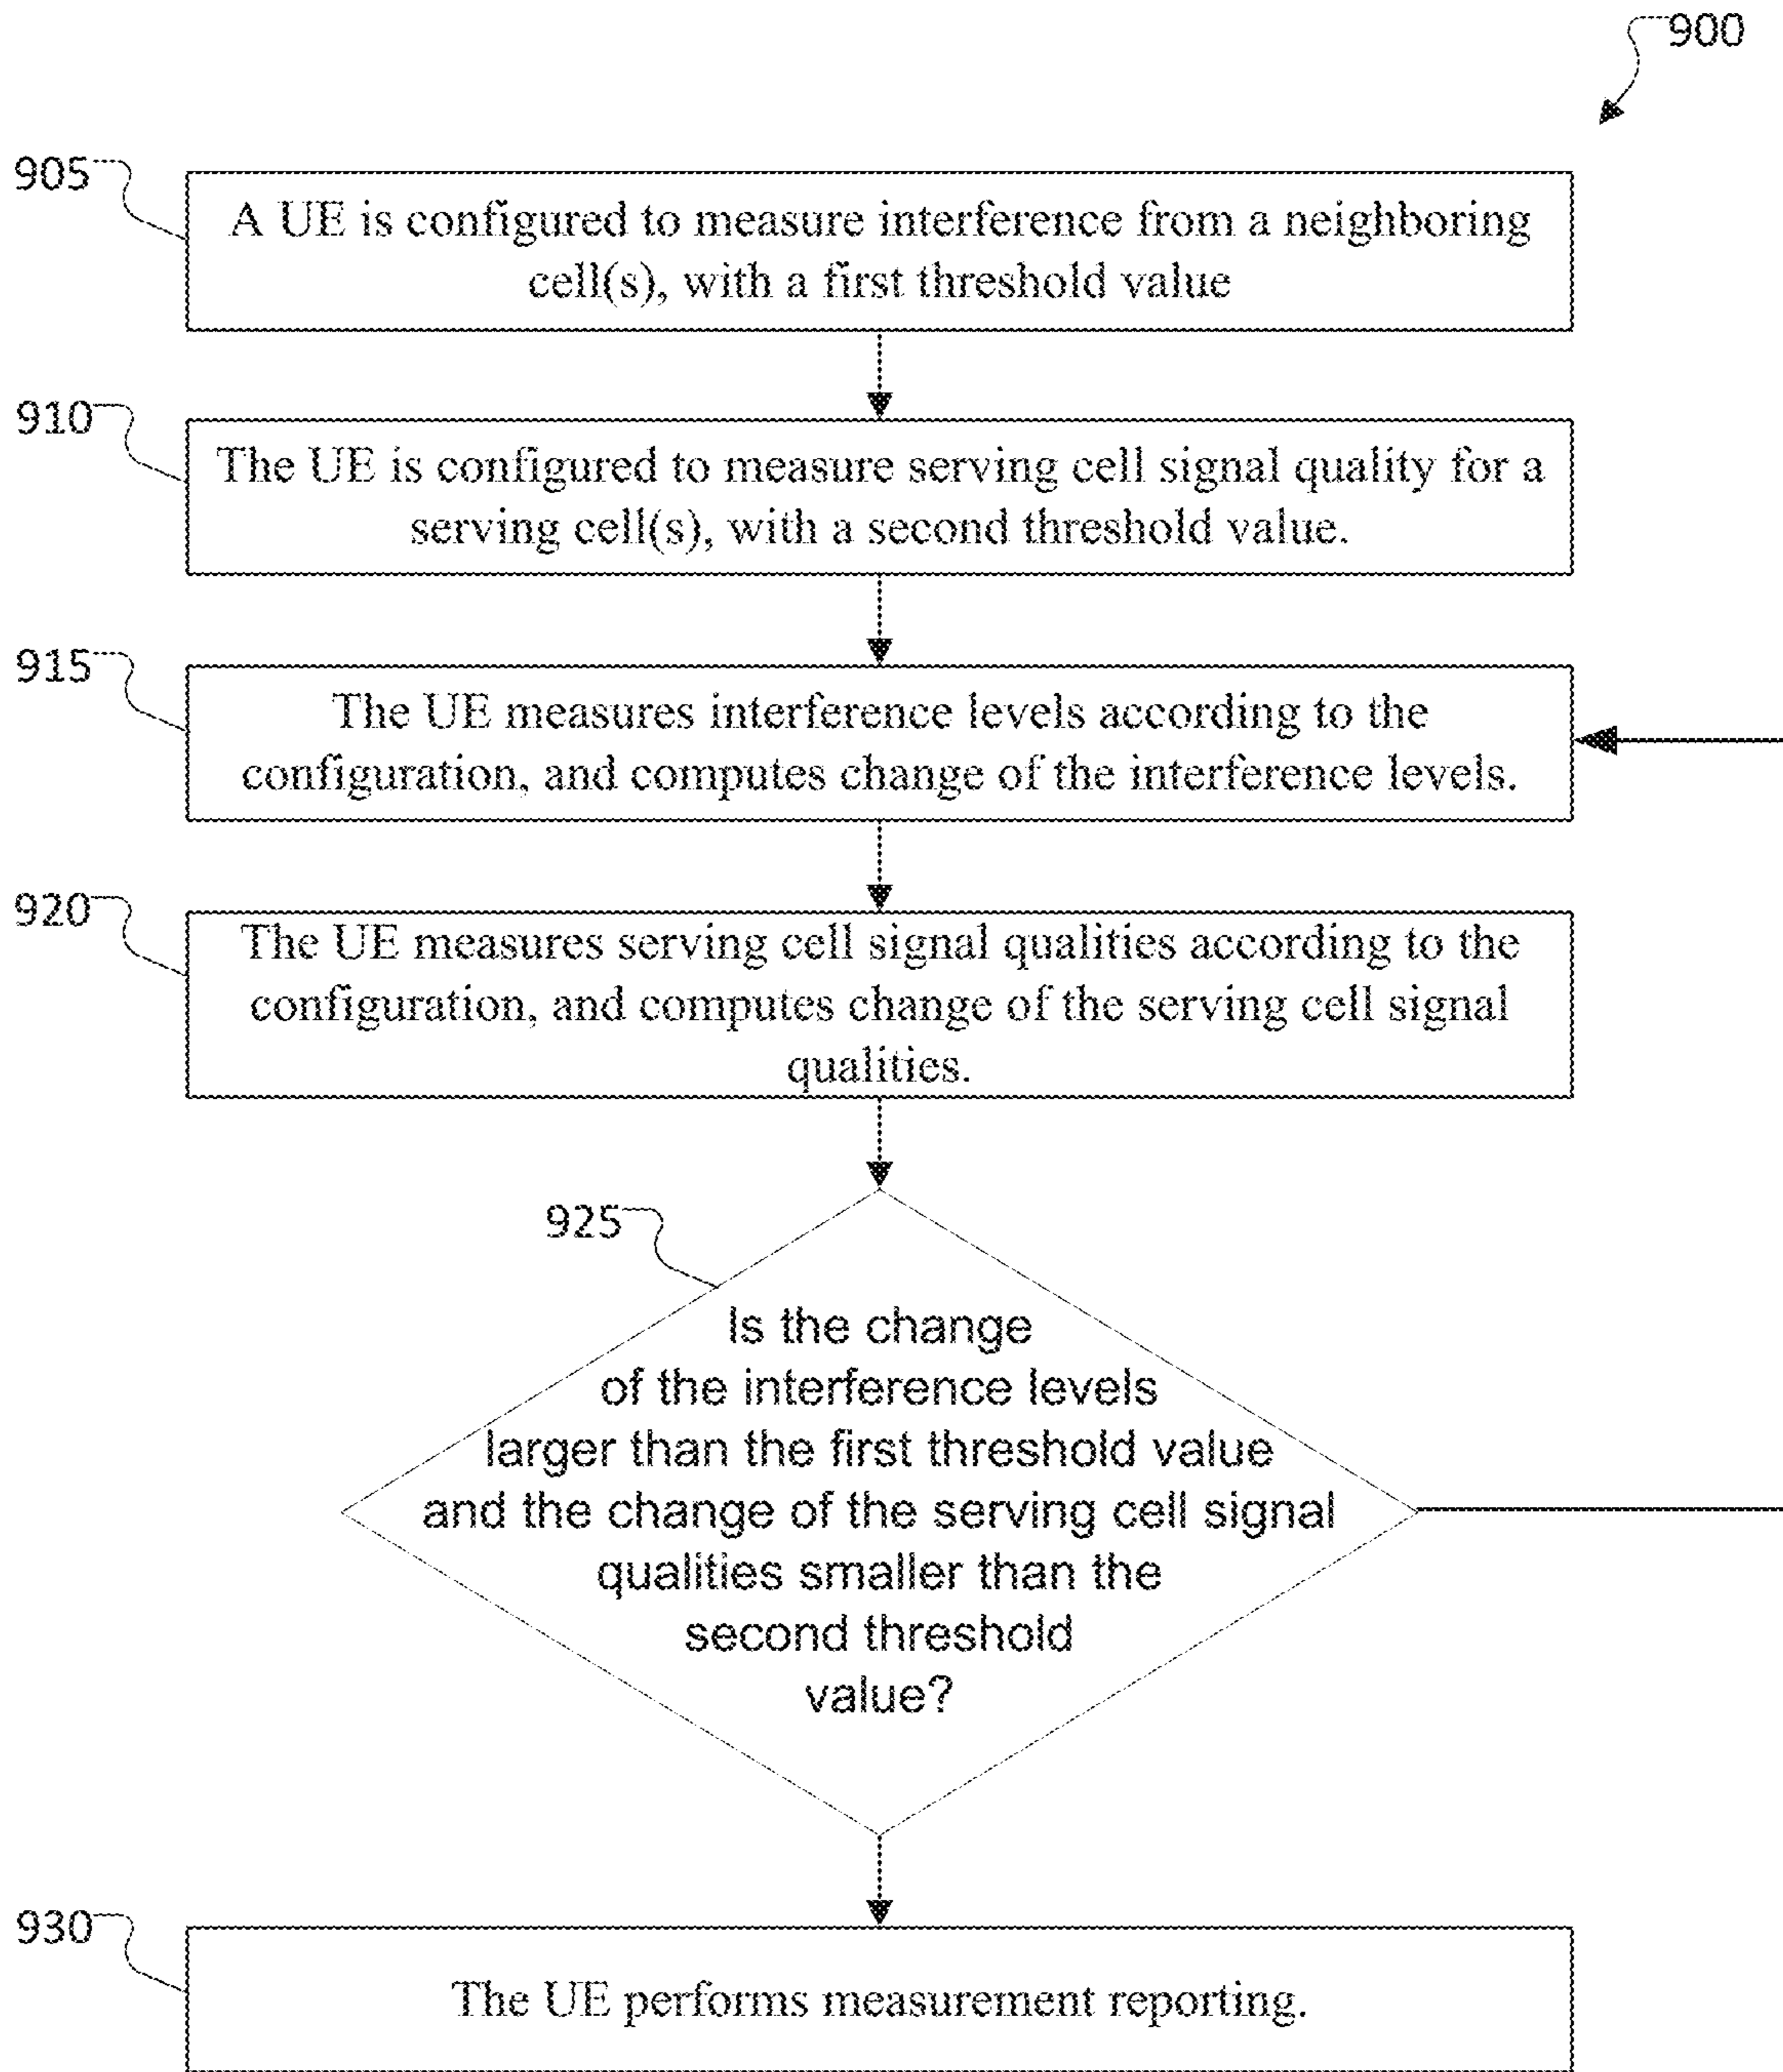 900
905
A UE is configured to measure interference from a neighboring
cell(s), with a first threshold value
910
The UE is configured to measure serving cell signal quality for a
serving cell(s), with a second threshold value.
915
The UE measures interference levels according to the
configuration, and computes change of the interference levels.
920
The UE measures serving cell signal qualities according to the
configuration, and computes change of the serving cell signal
qualities.
925
Is the change
of the interference levels
larger than the first threshold value
and the change of the serving cell signal
qualities smaller than the
second threshold
value?
930
The UE performs measurement reporting.